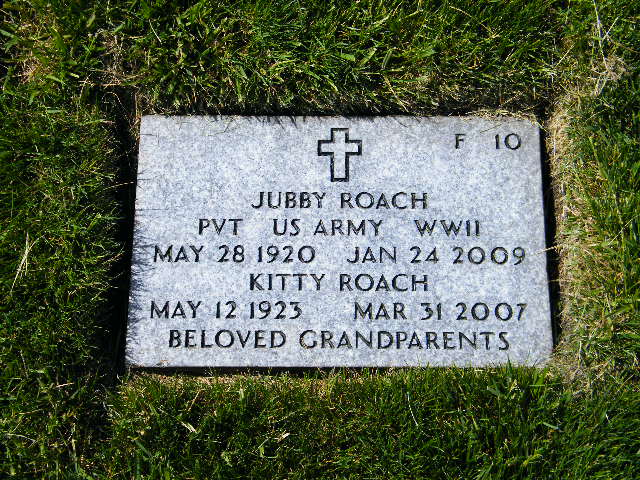 F 10
JUBBY ROACH
PVT US ARMY WWII
MAY 28 1920 JAN 24 2009
KITTY ROACH
MAY 12 1923 MAR 31 2007
BELOVED GRANDPARENTS